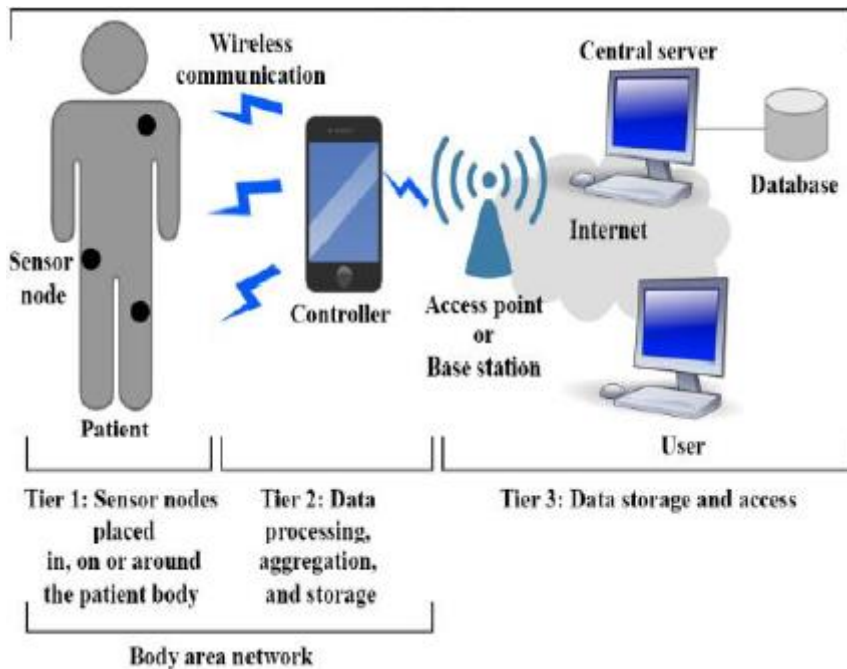 Wireless
communication
Central server
Database
Internet
Sensor
node
Controller
Access point
or
Base station
Patient
User
Tier 1: Sensor nodes
placed
in, on or around
the patient body
Tier 2: Data
processing,
aggregation,
and storage
Tier 3: Data storage and access
Body area network